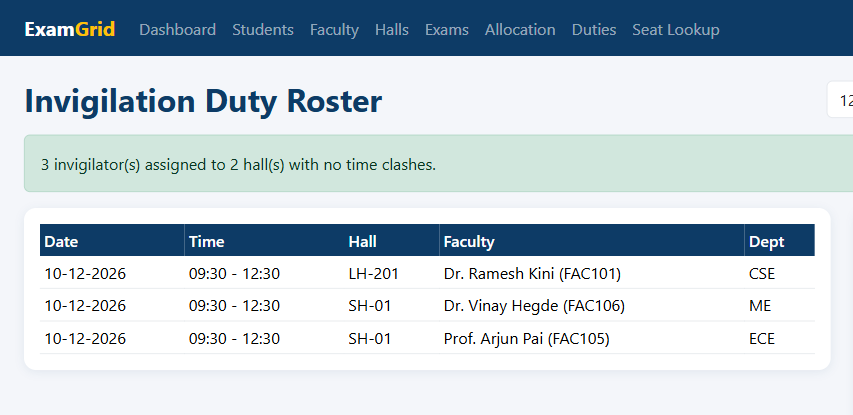 ExamGrid Dashboard Students Faculty Halls Exams Allocation Duties Seat Lookup
Invigilation Duty Roster
3 invigilator(s) assigned to 2 hall(s) with no time clashes.
Date Time Hall Faculty Dept
10-12-2026 09:30 - 12:30 LH-201 Dr. Ramesh Kini (FAC101) CSE
10-12-2026 09:30 - 12:30 SH-01 Dr. Vinay Hegde (FAC106) ME
10-12-2026 09:30 - 12:30 SH-01 Prof. Arjun Pai (FAC105) ECE